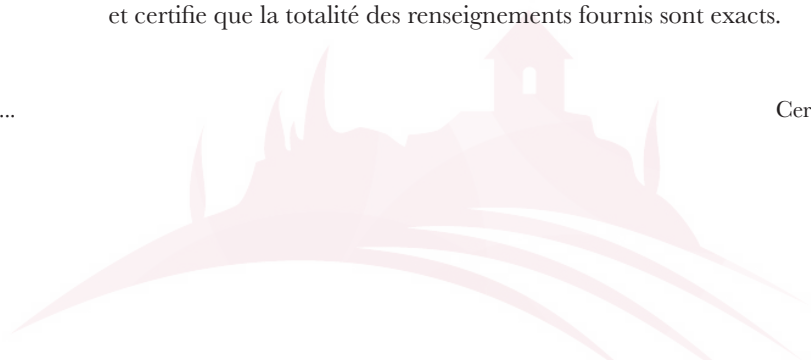 et certifie que la totalité des renseignements fournis sont exacts.
... Cer